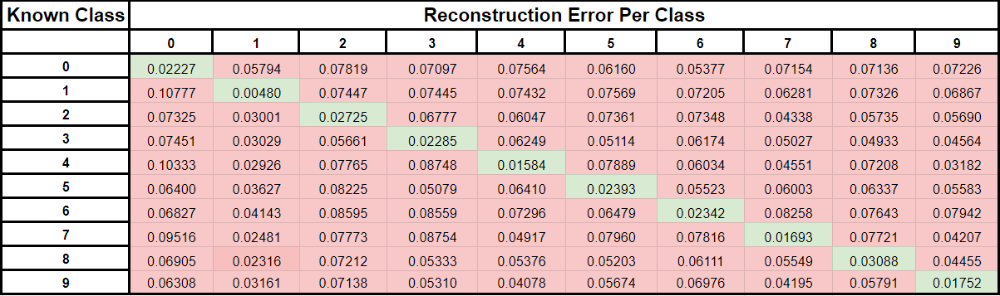 Known Class Reconstruction Error Per Class
0 1 2 3 4 5 6 7 8 9
0 0.02227 0.05794 0.07819 0.07097 0.07564 0.06160 0.05377 0.07154 0.07136 0.07226
1 0.10777 0.00480 0.07447 0.07445 0.07432 0.07569 0.07205 0.06281 0.07326 0.06867
2 0.07325 0.03001 0.02725 0.06777 0.06047 0.07361 0.07348 0.04338 0.05735 0.05690
3 0.07451 0.03029 0.05661 0.02285 0.06249 0.05114 0.06174 0.05027 0.04933 0.04564
4 0.10333 0.02926 0.07765 0.08748 0.01584 0.07889 0.06034 0.04551 0.07208 0.03182
5 0.06400 0.03627 0.08225 0.05079 0.06410 0.02393 0.05523 0.06003 0.06337 0.05583
6 0.06827 0.04143 0.08595 0.08559 0.07296 0.06479 0.02342 0.08258 0.07643 0.07942
7 0.09516 0.02481 0.07773 0.08754 0.04917 0.07960 0.07816 0.01693 0.07721 0.04207
8 0.06905 0.02316 0.07212 0.05333 0.05376 0.05203 0.06111 0.05549 0.03088 0.04455
9 0.06308 0.03161 0.07138 0.05310 0.04078 0.05674 0.06976 0.04195 0.05791 0.01752